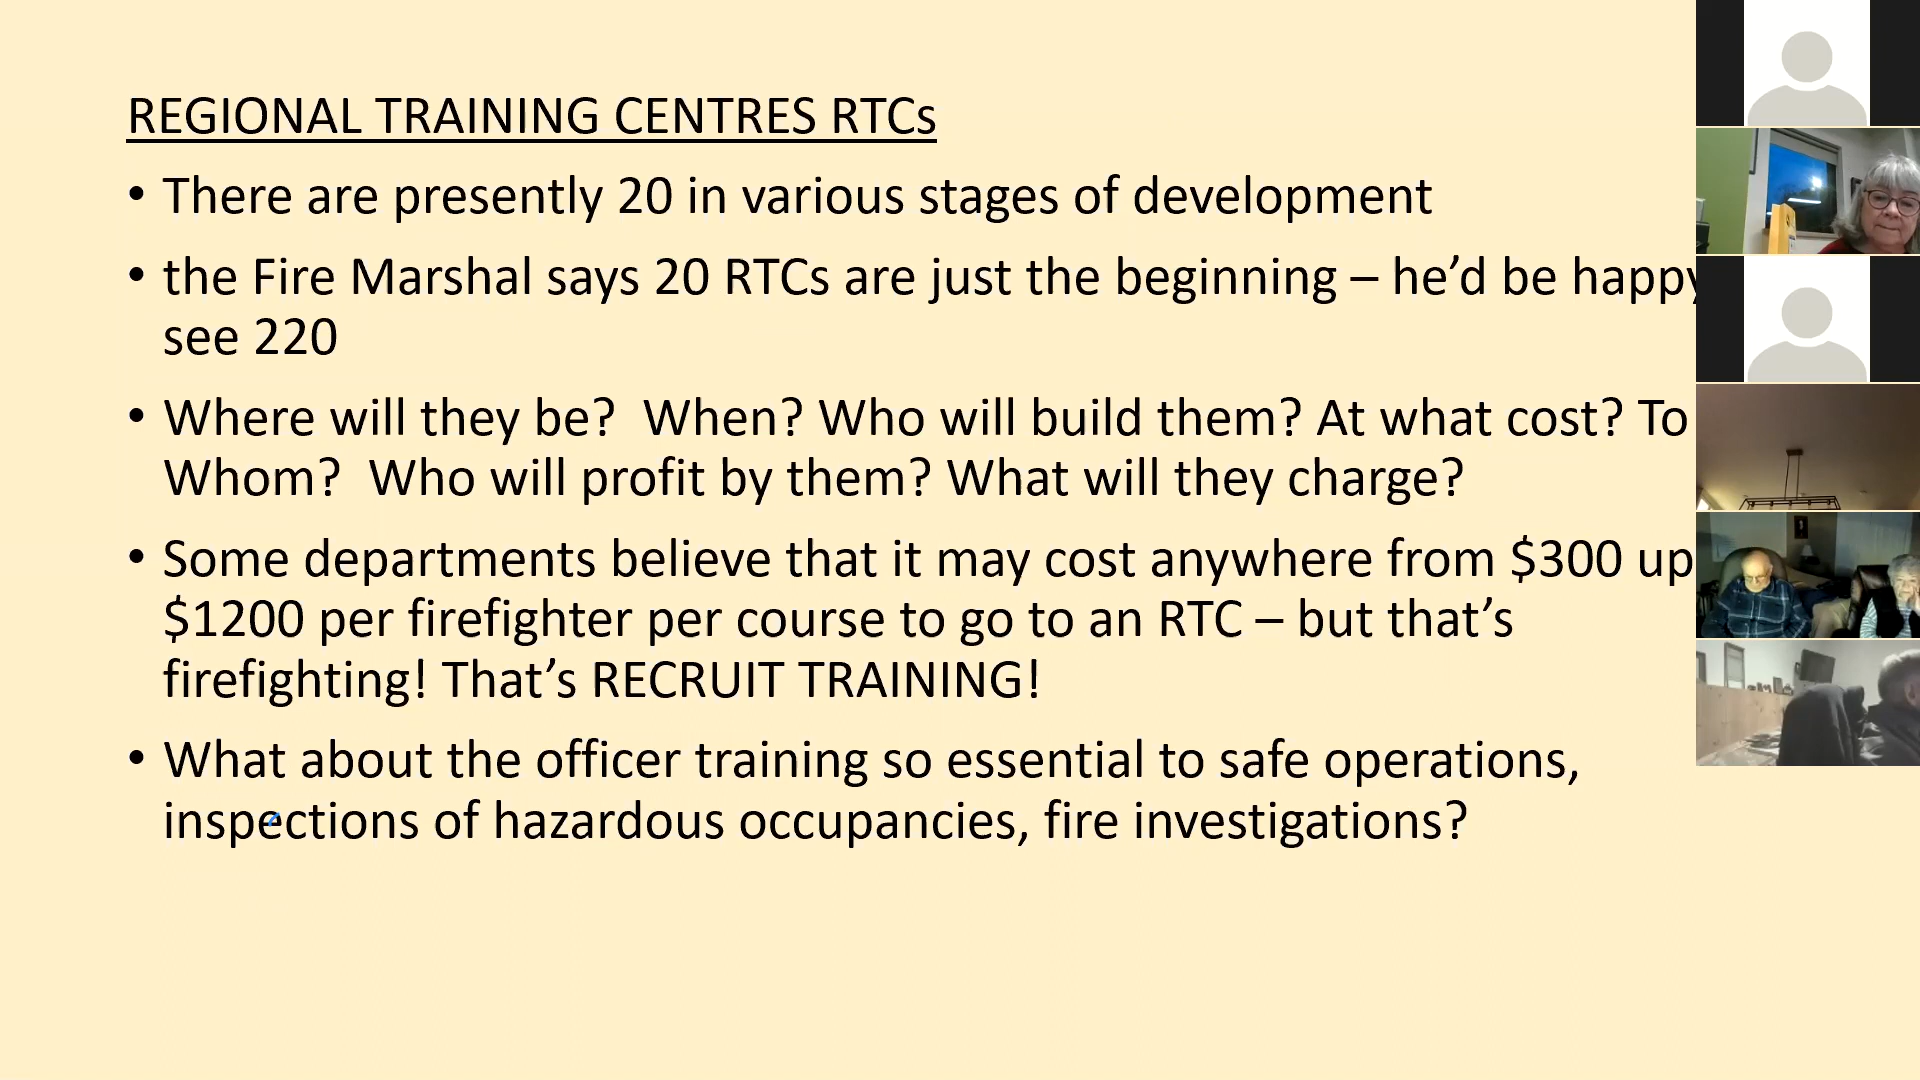 REGIONAL TRAINING CENTRES RTCs
• There are presently 20 in various stages of development
• the Fire Marshal says 20 RTCs are just the beginning – he’d be happy
see 220
• Where will they be?  When? Who will build them? At what cost? To
Whom?  Who will profit by them? What will they charge?
• Some departments believe that it may cost anywhere from $300 up
$1200 per firefighter per course to go to an RTC – but that’s
firefighting! That’s RECRUIT TRAINING!
• What about the officer training so essential to safe operations,
inspections of hazardous occupancies, fire investigations?